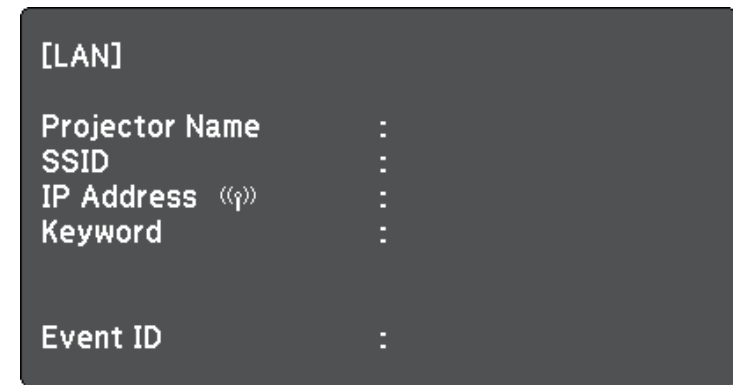 [LAN]
Projector Name :
SSID :
IP Address :
Keyword :
Event ID :